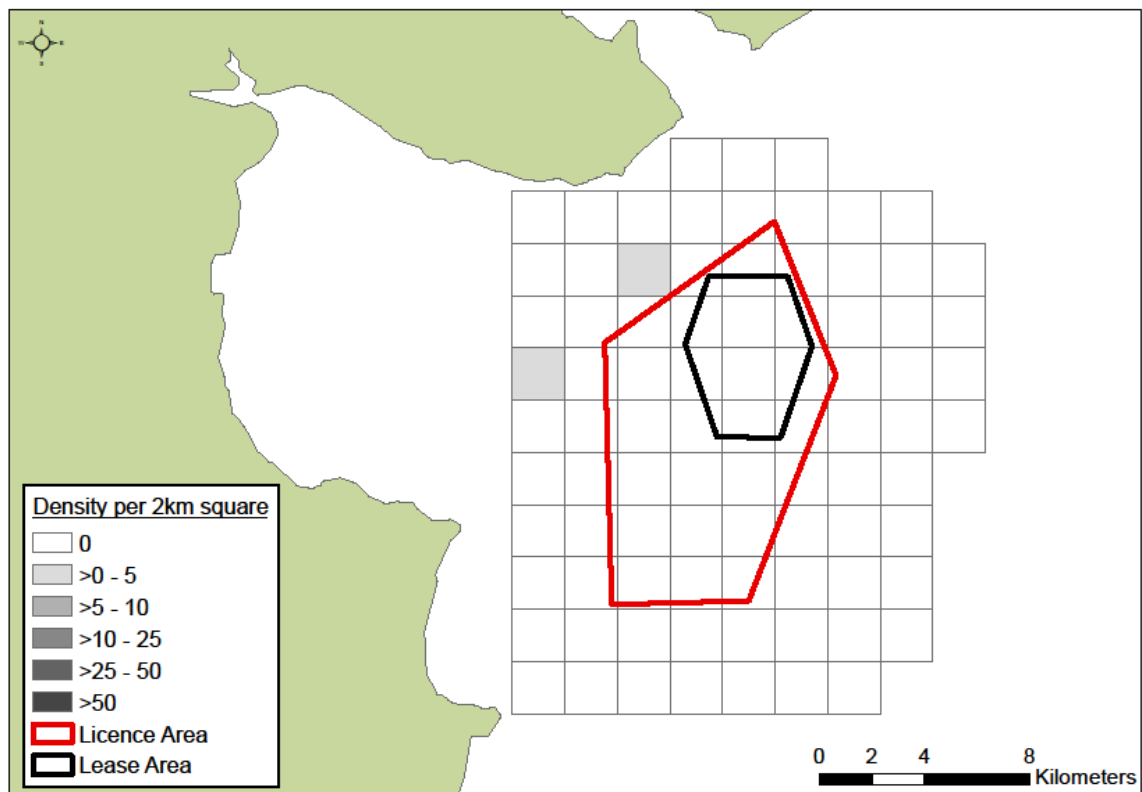 N
E
S
Density per 2km square
0
>0 - 5
>5 - 10
>10 - 25
>25 - 50
>50
Licence Area
Lease Area
0 2 4 8
Kilometers